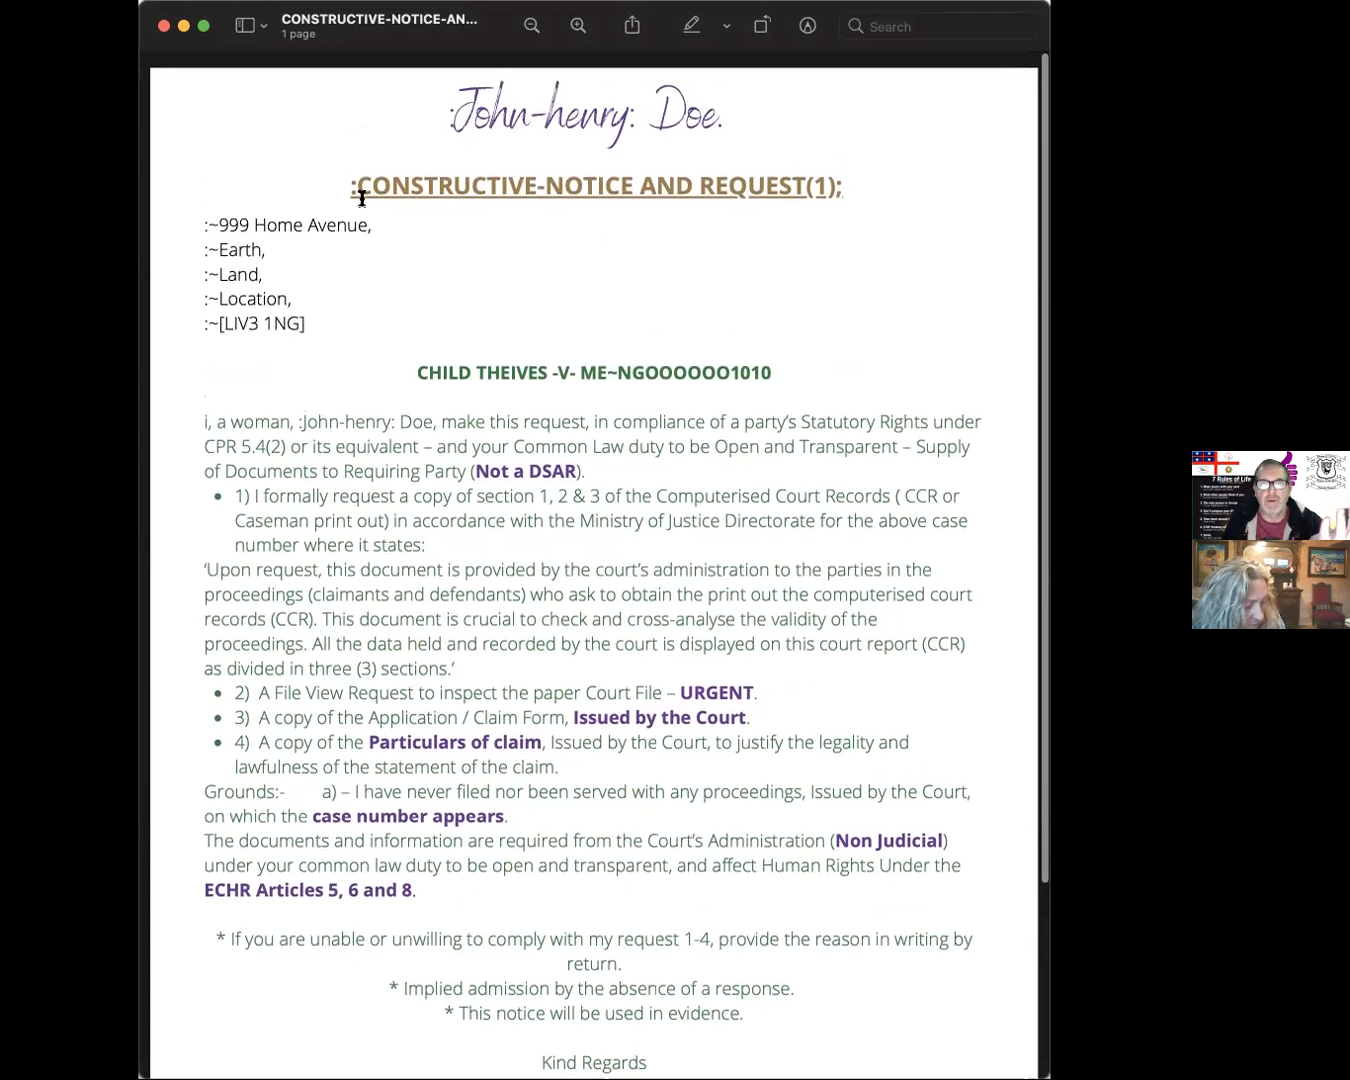 CONSTRUCTIVE-NOTICE-AN...
1 page
Search
:John-henry: Doe.
:CONSTRUCTIVE-NOTICE AND REQUEST(1);
:~999 Home Avenue,
:~Earth,
:~Land,
:~Location,
:~[LIV3 1NG]
CHILD THEIVES -V- ME~NGOOOOOO1010
i, a woman, :John-henry: Doe, make this request, in compliance of a party's Statutory Rights under
CPR 5.4(2) or its equivalent – and your Common Law duty to be Open and Transparent – Supply
of Documents to Requiring Party (Not a DSAR).
• 1) I formally request a copy of section 1, 2 & 3 of the Computerised Court Records ( CCR or
Caseman print out) in accordance with the Ministry of Justice Directorate for the above case
number where it states:
'Upon request, this document is provided by the court's administration to the parties in the
proceedings (claimants and defendants) who ask to obtain the print out the computerised court
records (CCR). This document is crucial to check and cross-analyse the validity of the
proceedings. All the data held and recorded by the court is displayed on this court report (CCR)
as divided in three (3) sections.'
• 2) A File View Request to inspect the paper Court File – URGENT.
• 3) A copy of the Application / Claim Form, Issued by the Court.
• 4) A copy of the Particulars of claim, Issued by the Court, to justify the legality and
lawfulness of the statement of the claim.
Grounds:- a) – I have never filed nor been served with any proceedings, Issued by the Court,
on which the case number appears.
The documents and information are required from the Court's Administration (Non Judicial)
under your common law duty to be open and transparent, and affect Human Rights Under the
ECHR Articles 5, 6 and 8.
* If you are unable or unwilling to comply with my request 1-4, provide the reason in writing by
return.
* Implied admission by the absence of a response.
* This notice will be used in evidence.
Kind Regards
7 Rules of Life